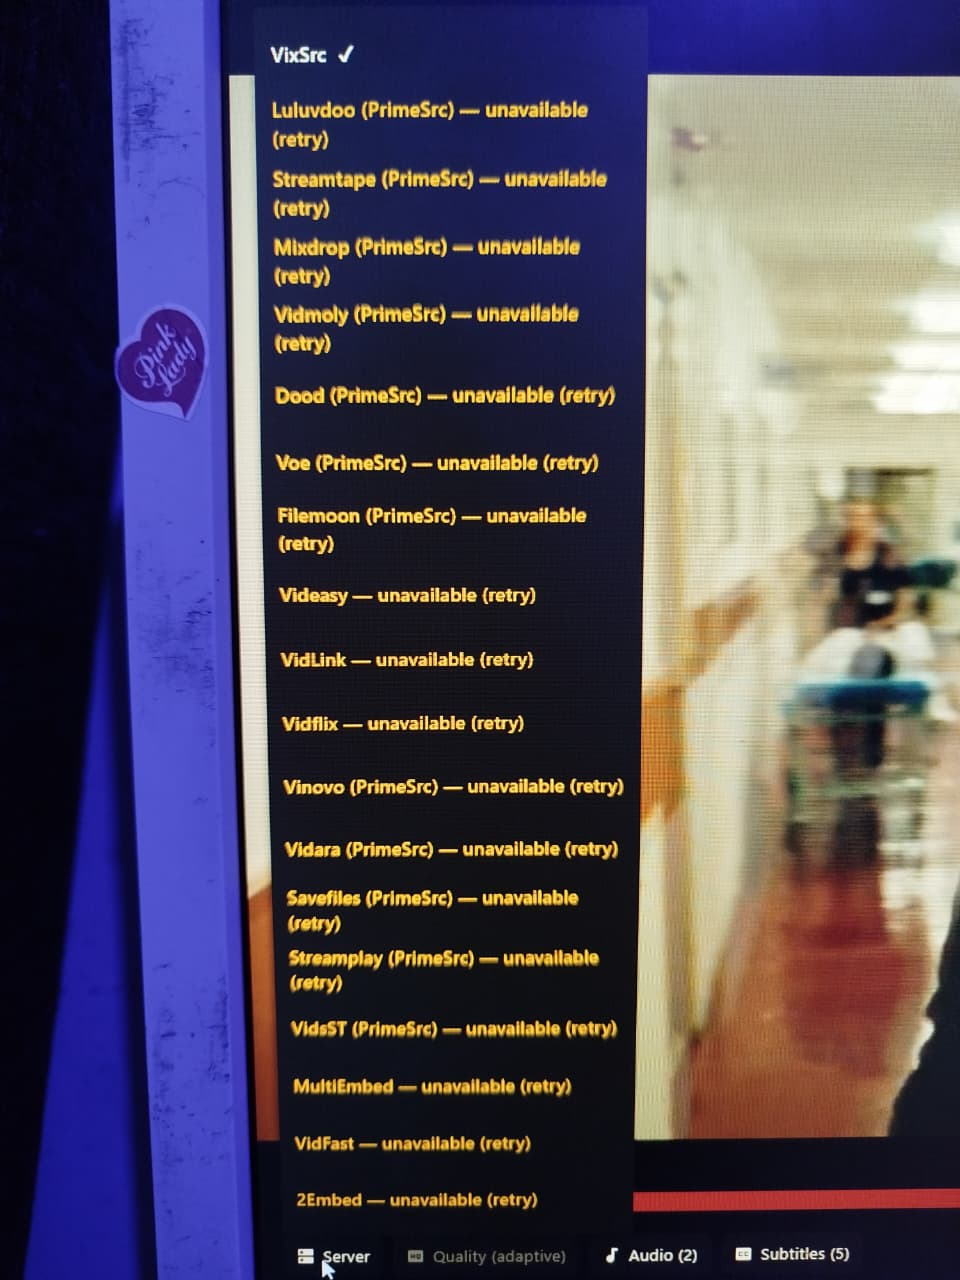 VixSrc ✓
Luluvdoo (PrimeSrc) — unavailable
(retry)
Streamtape (PrimeSrc) — unavailable
(retry)
Mixdrop (PrimeSrc) — unavailable
(retry)
Vidmoly (PrimeSrc) — unavailable
(retry)
Dood (PrimeSrc) — unavailable (retry)
Voe (PrimeSrc) — unavailable (retry)
Filemoon (PrimeSrc) — unavailable
(retry)
Videasy — unavailable (retry)
VidLink — unavailable (retry)
Vidflix — unavailable (retry)
Vinovo (PrimeSrc) — unavailable (retry)
Vidara (PrimeSrc) — unavailable (retry)
Savefiles (PrimeSrc) — unavailable
(retry)
Streamplay (PrimeSrc) — unavailable
(retry)
VidsST (PrimeSrc) — unavailable (retry)
MultiEmbed — unavailable (retry)
VidFast — unavailable (retry)
2Embed — unavailable (retry)
Server
HQ Quality (adaptive)
Audio (2)
CC Subtitles (5)
Pink
Lady